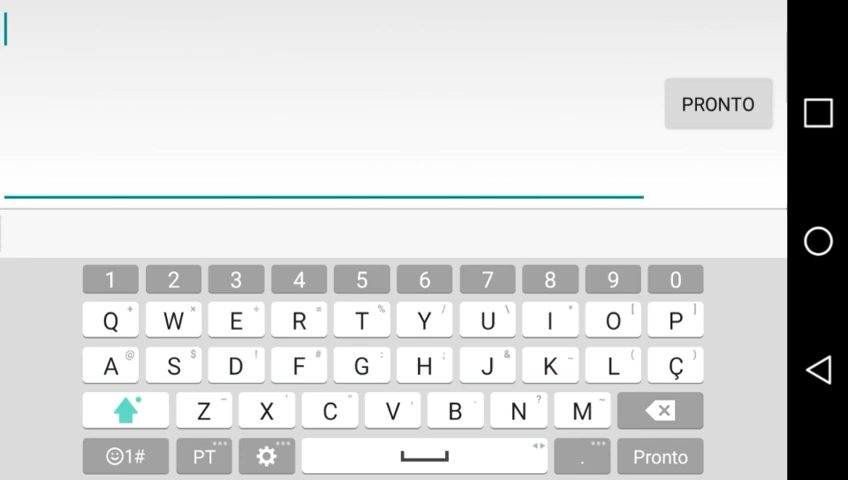 PRONTO
1 2 3 4 5 6 7 8 9 0
Q + W × E ÷ R = T % Y / U \ I * O [ P ]
A @ S $ D ! F # G : H ; J & K _ L ( Ç )
Z X C V B N ? M
1# PT . Pronto